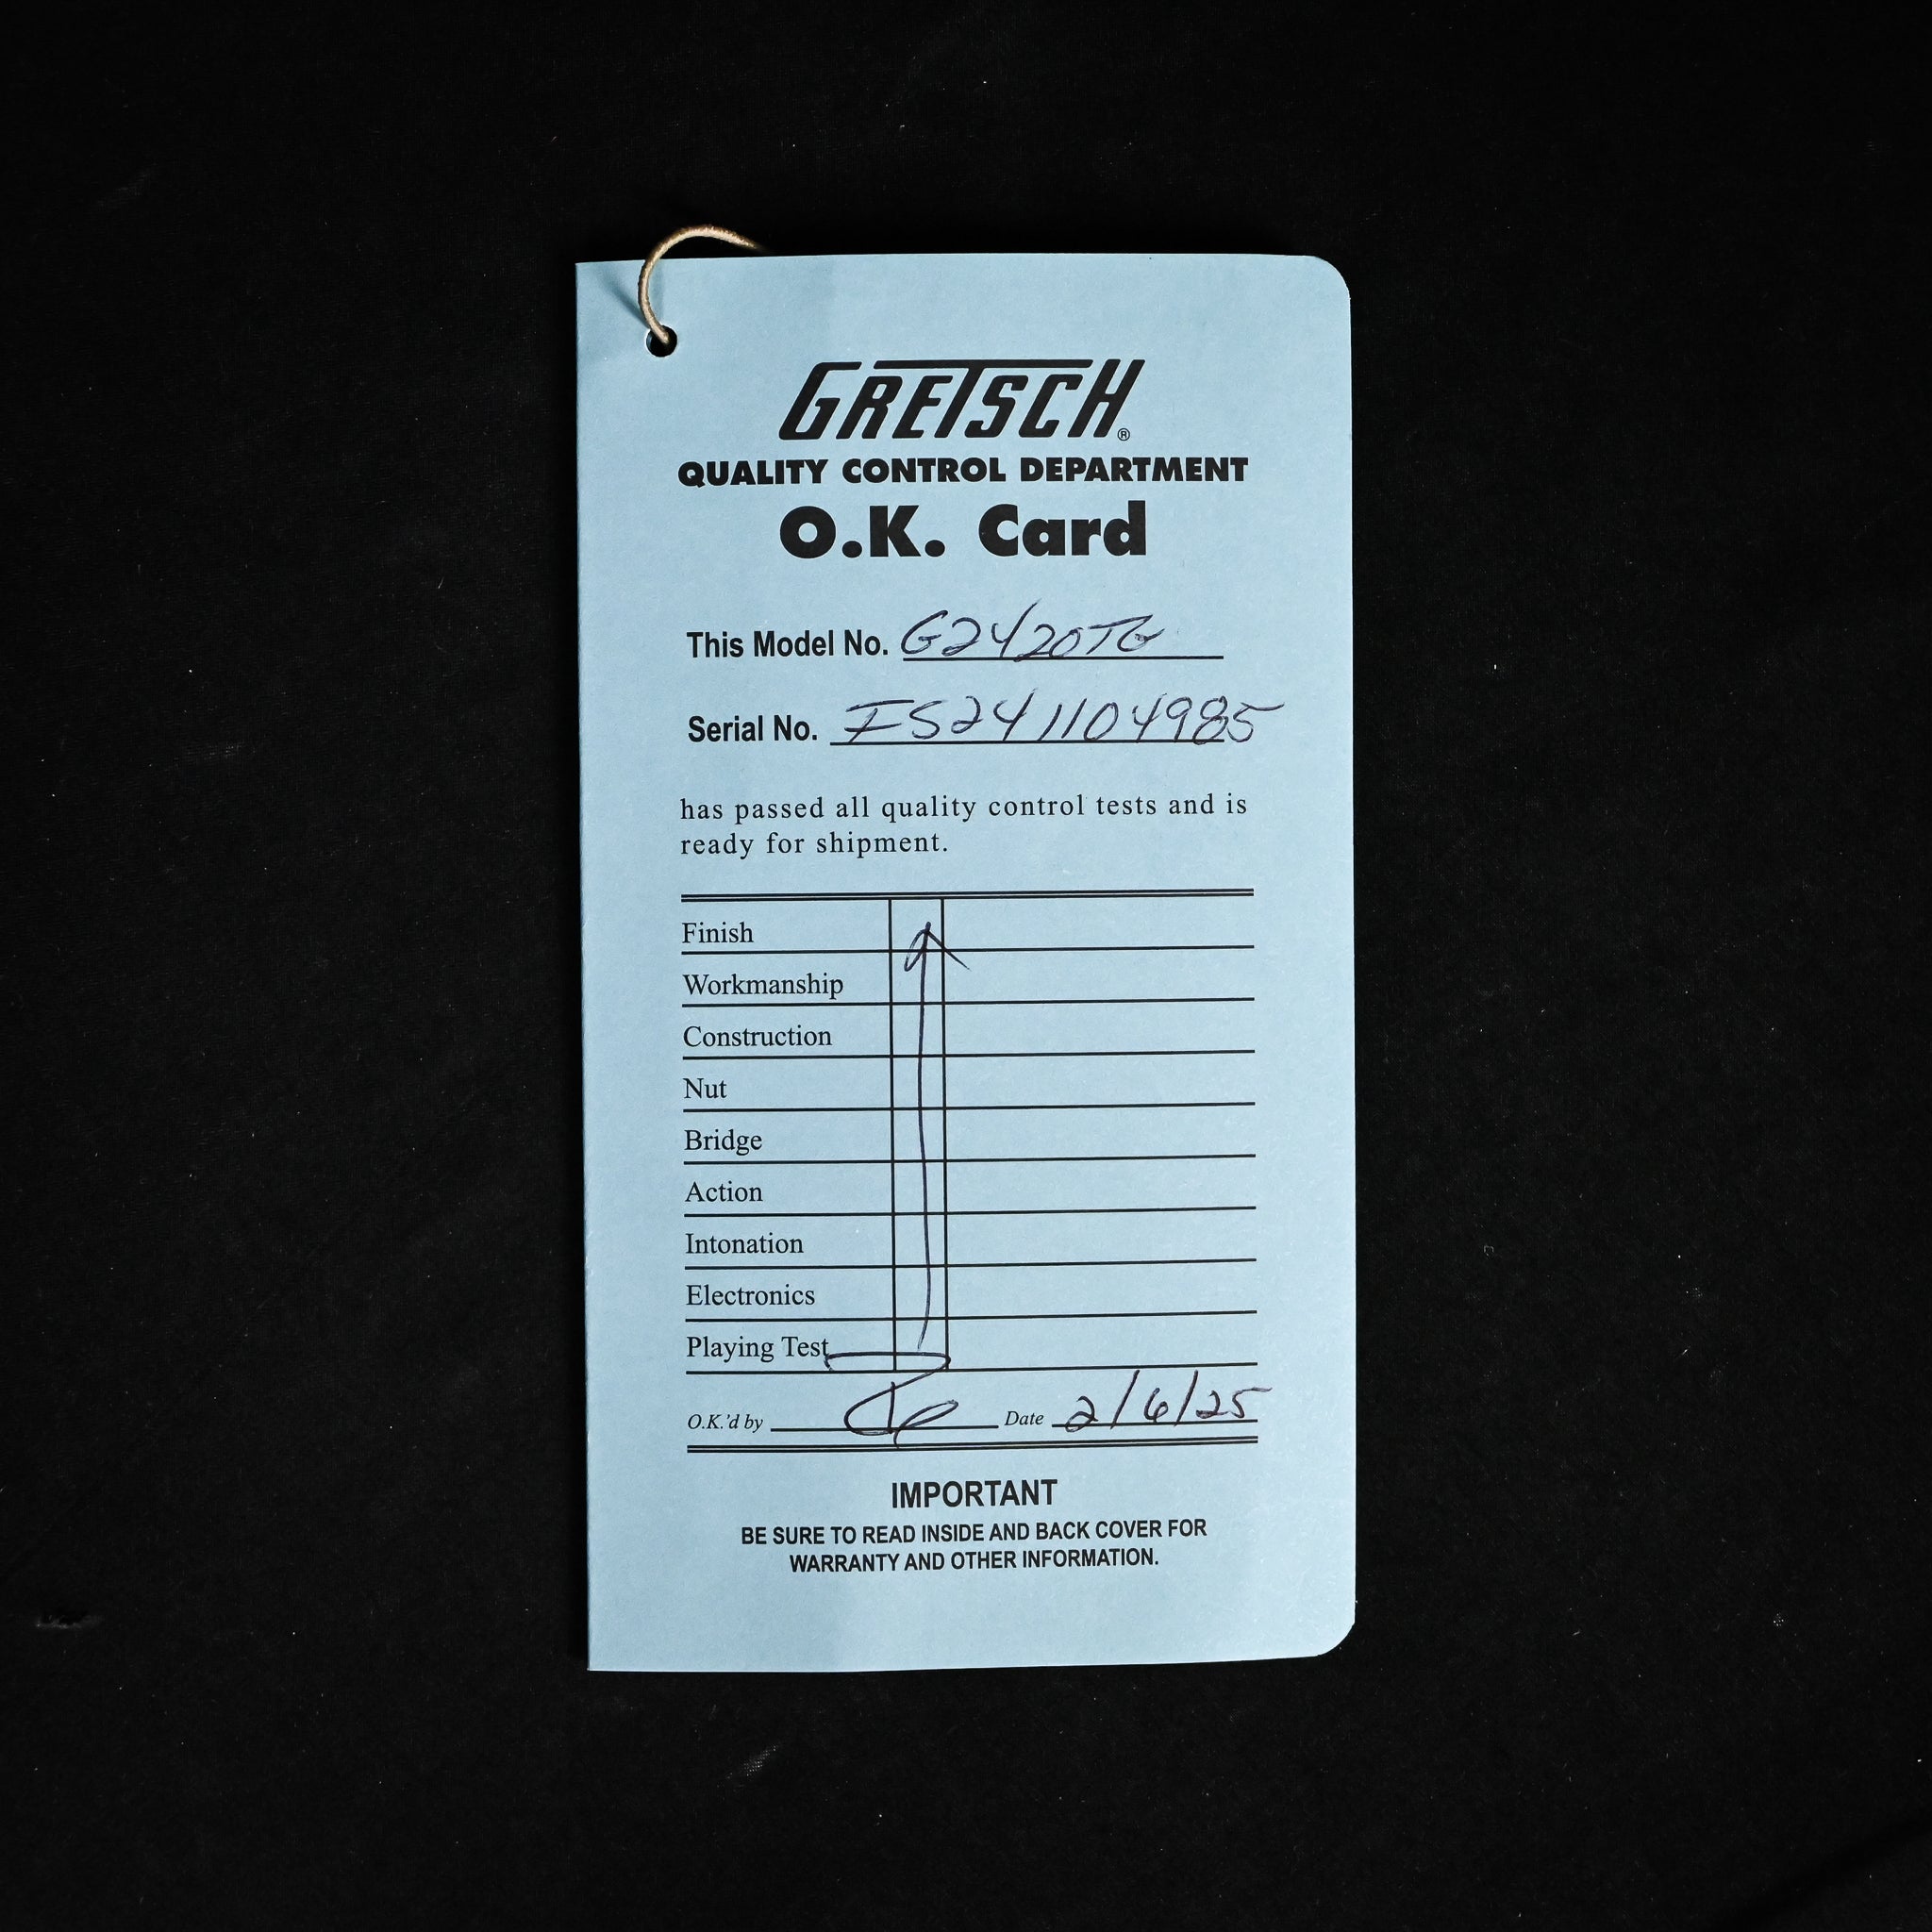 GRETSCH®
QUALITY CONTROL DEPARTMENT
O.K. Card
This Model No. G2420TG
Serial No. IS241104985
has passed all quality control tests and is
ready for shipment.
Finish
Workmanship
Construction
Nut
Bridge
Action
Intonation
Electronics
Playing Test
O.K.'d by Date 2/6/25
IMPORTANT
BE SURE TO READ INSIDE AND BACK COVER FOR
WARRANTY AND OTHER INFORMATION.